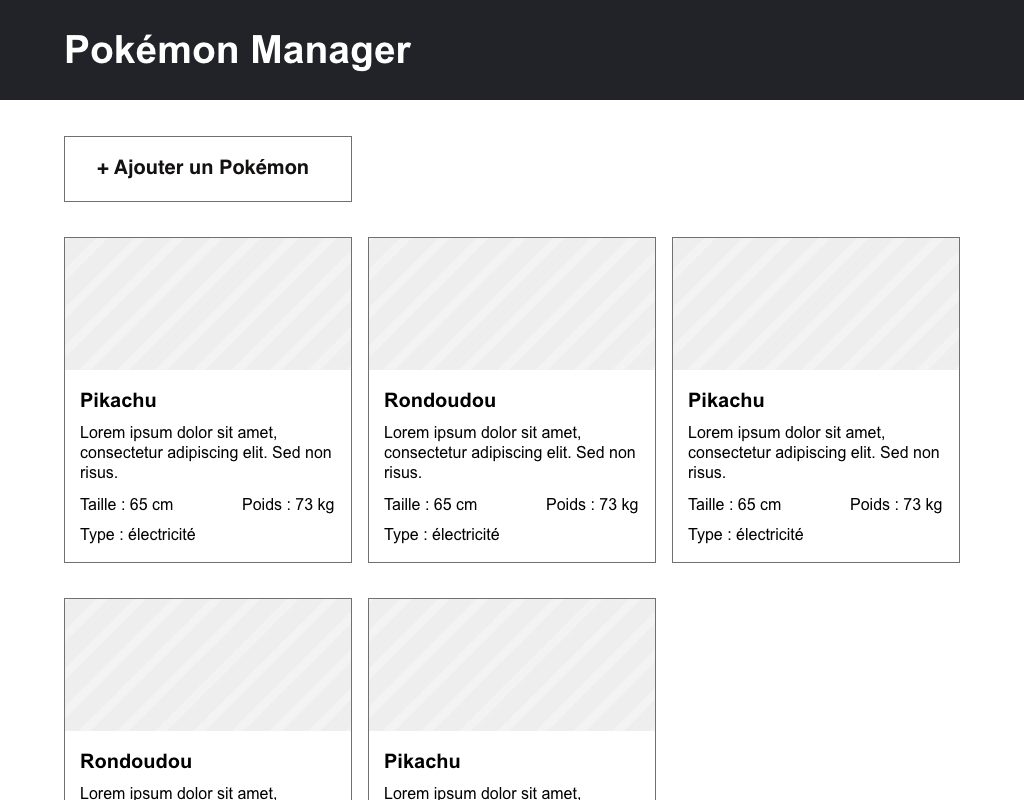 Pokémon Manager
+ Ajouter un Pokémon
Pikachu
Lorem ipsum dolor sit amet,
consectetur adipiscing elit. Sed non
risus.
Taille : 65 cm
Poids : 73 kg
Type : électricité
Rondoudou
Lorem ipsum dolor sit amet,
consectetur adipiscing elit. Sed non
risus.
Taille : 65 cm
Poids : 73 kg
Type : électricité
Pikachu
Lorem ipsum dolor sit amet,
consectetur adipiscing elit. Sed non
risus.
Taille : 65 cm
Poids : 73 kg
Type : électricité
Rondoudou
Lorem ipsum dolor sit amet,
Pikachu
Lorem ipsum dolor sit amet,